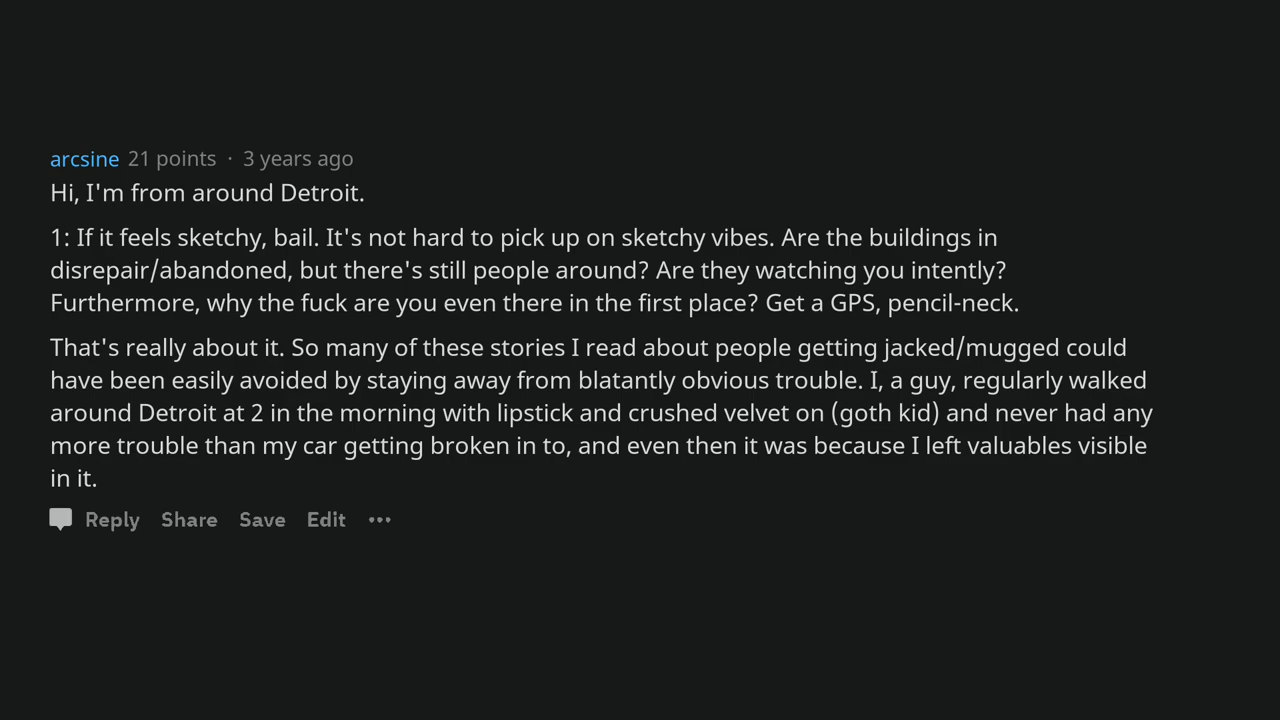 arcsine 21 points · 3 years ago
Hi, I'm from around Detroit.
1: If it feels sketchy, bail. It's not hard to pick up on sketchy vibes. Are the buildings in
disrepair/abandoned, but there's still people around? Are they watching you intently?
Furthermore, why the fuck are you even there in the first place? Get a GPS, pencil-neck.
That's really about it. So many of these stories I read about people getting jacked/mugged could
have been easily avoided by staying away from blatantly obvious trouble. I, a guy, regularly walked
around Detroit at 2 in the morning with lipstick and crushed velvet on (goth kid) and never had any
more trouble than my car getting broken in to, and even then it was because I left valuables visible
in it.
Reply Share Save Edit •••